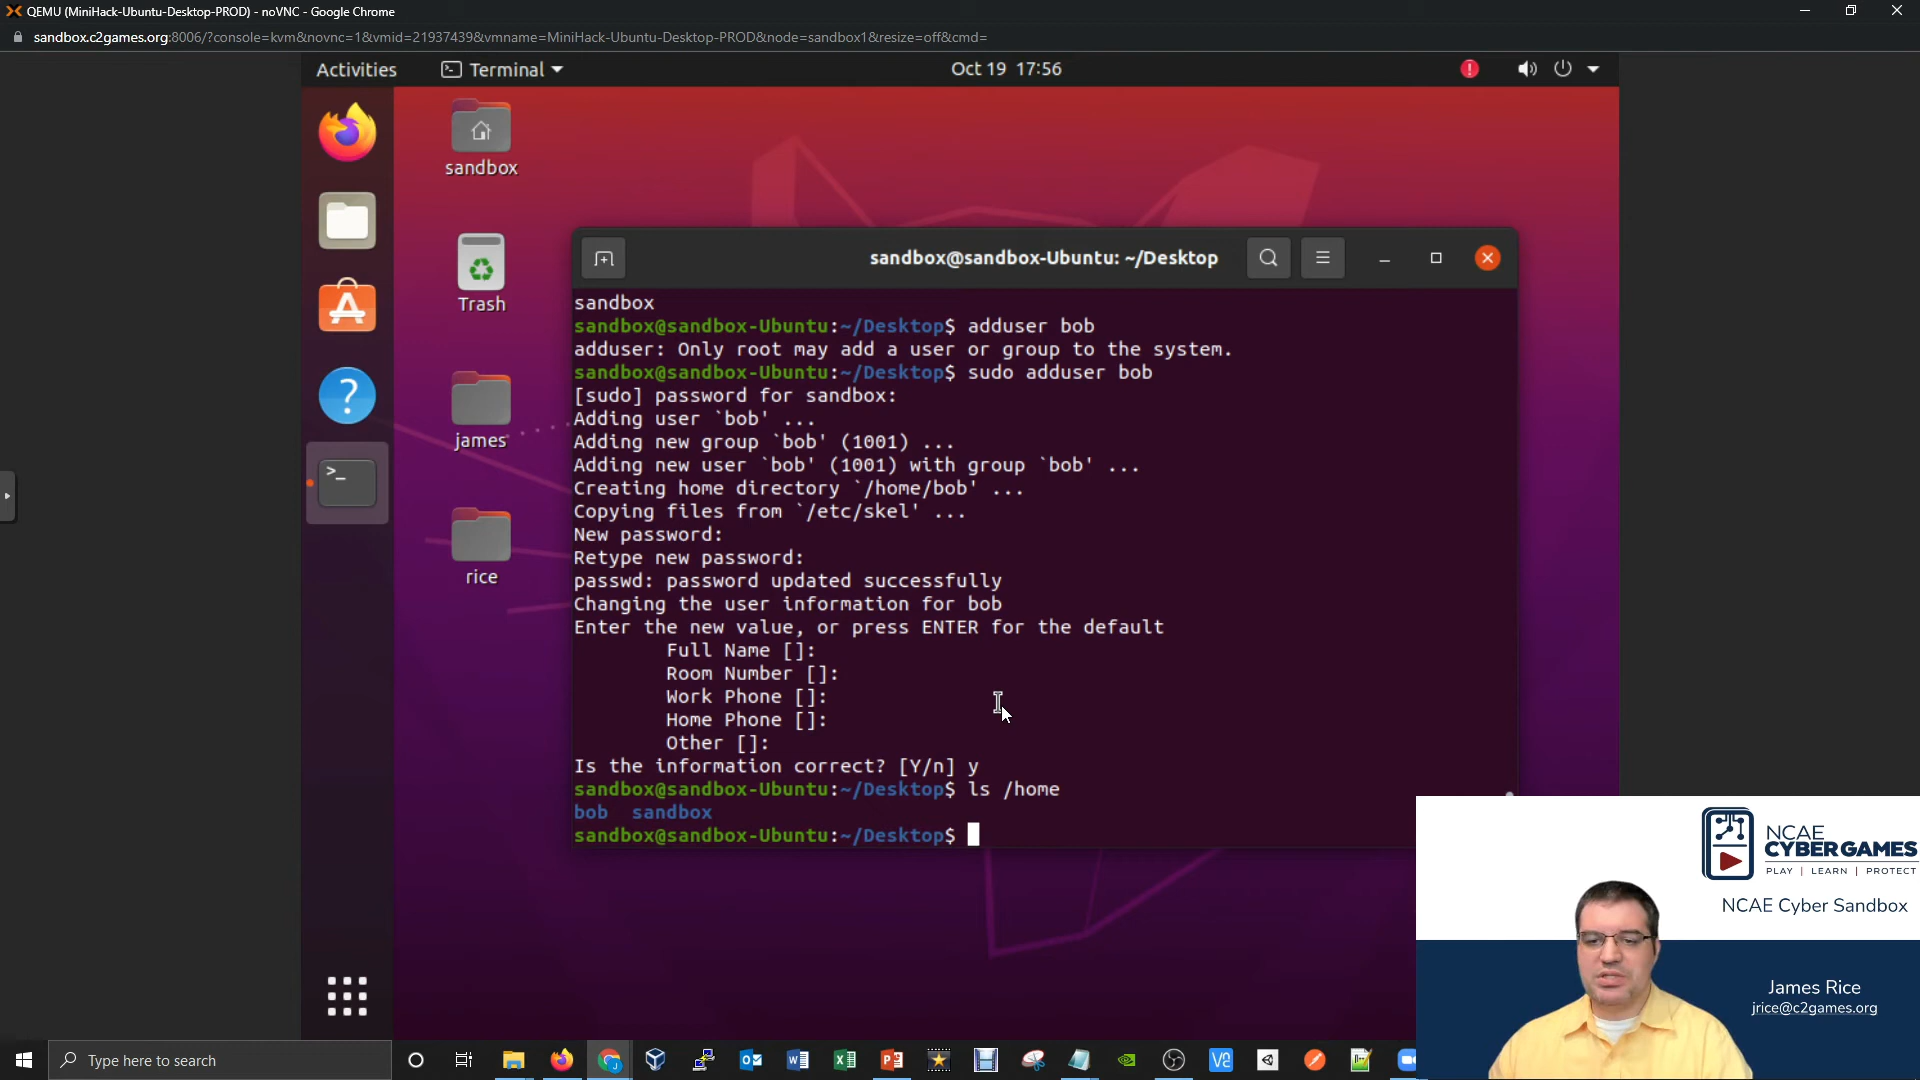 QEMU (MiniHack-Ubuntu-Desktop-PROD) - noVNC - Google Chrome
sandbox.c2games.org:8006/?console=kvm&novnc=1&vmid=21937439&vmname=MiniHack-Ubuntu-Desktop-PROD&node=sandbox1&resize=off&cmd=
Activities
Terminal
Oct 19 17:56
sandbox
Trash
james
rice
sandbox@sandbox-Ubuntu: ~/Desktop
sandbox
sandbox@sandbox-Ubuntu:~/Desktop$ adduser bob
adduser: Only root may add a user or group to the system.
sandbox@sandbox-Ubuntu:~/Desktop$ sudo adduser bob
[sudo] password for sandbox:
Adding user `bob' ...
Adding new group `bob' (1001) ...
Adding new user `bob' (1001) with group `bob' ...
Creating home directory `/home/bob' ...
Copying files from `/etc/skel' ...
New password:
Retype new password:
passwd: password updated successfully
Changing the user information for bob
Enter the new value, or press ENTER for the default
Full Name []:
Room Number []:
Work Phone []:
Home Phone []:
Other []:
Is the information correct? [Y/n] y
sandbox@sandbox-Ubuntu:~/Desktop$ ls /home
bob sandbox
sandbox@sandbox-Ubuntu:~/Desktop$
NCAE
CYBERGAMES
PLAY | LEARN | PROTECT
NCAE Cyber Sandbox
James Rice
jrice@c2games.org
Type here to search